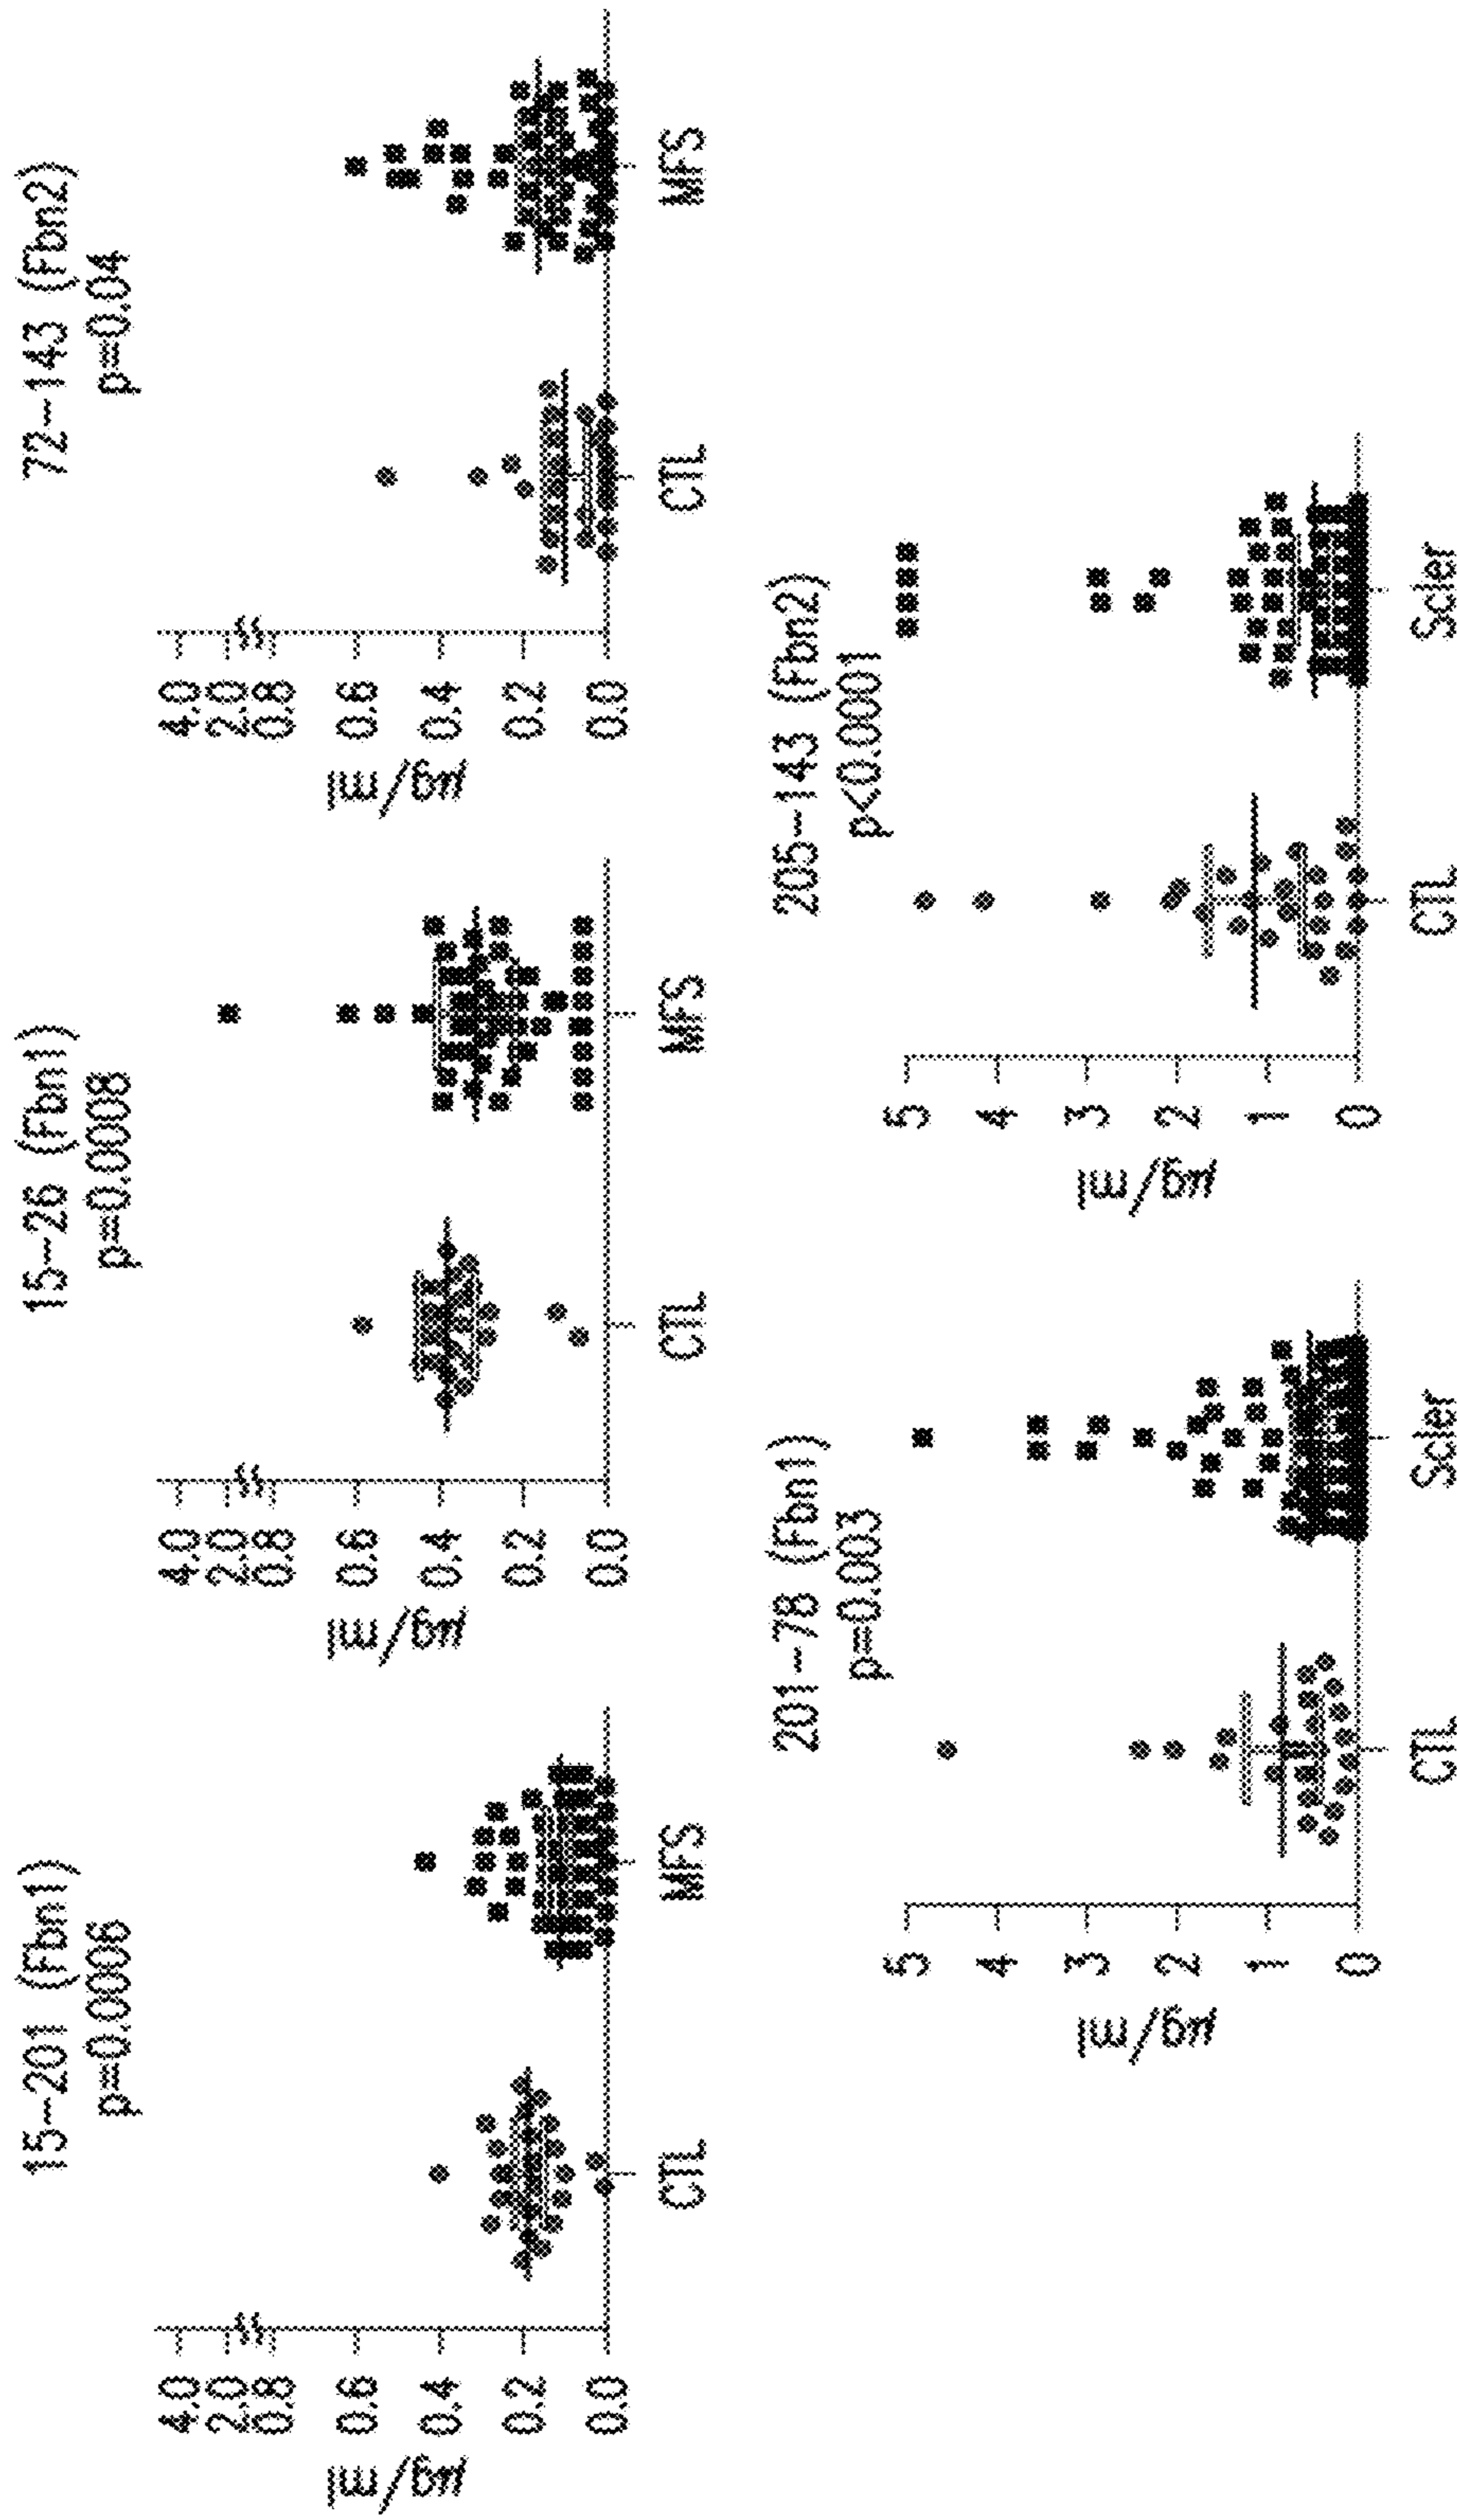 15-201 (Fbn1)
p=0.0006
4.0
2.0
0.8
0.6
0.4
0.2
0.0
µg/ml
CTL
MFS
15-26 (Fbn1)
p=0.0008
4.0
2.0
0.8
0.6
0.4
0.2
0.0
µg/ml
CTL
MFS
72-143 (Fbn2)
p=0.04
4.0
2.0
0.8
0.6
0.4
0.2
0.0
µg/ml
CTL
MFS
201-78 (Fbn1)
p=0.003
5
4
3
2
1
0
µg/ml
CTL
Scler
205-143 (Fbn2)
p<0.0001
5
4
3
2
1
0
µg/ml
CTL
Scler